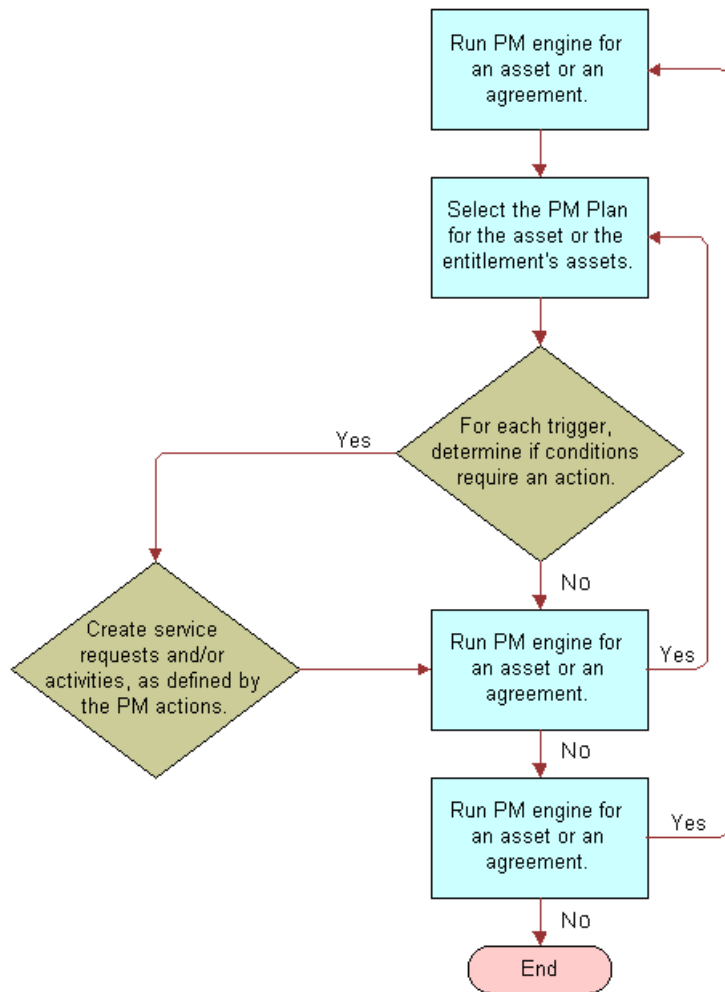 Run PM engine for
an asset or an
agreement.
Select the PM Plan
for the asset or the
entitlement's assets.
For each trigger,
determine if conditions
require an action.
Yes
No
Create service
requests and/or
activities, as defined by
the PM actions.
Run PM engine for
an asset or an
agreement.
Yes
No
Run PM engine for
an asset or an
agreement.
Yes
No
End